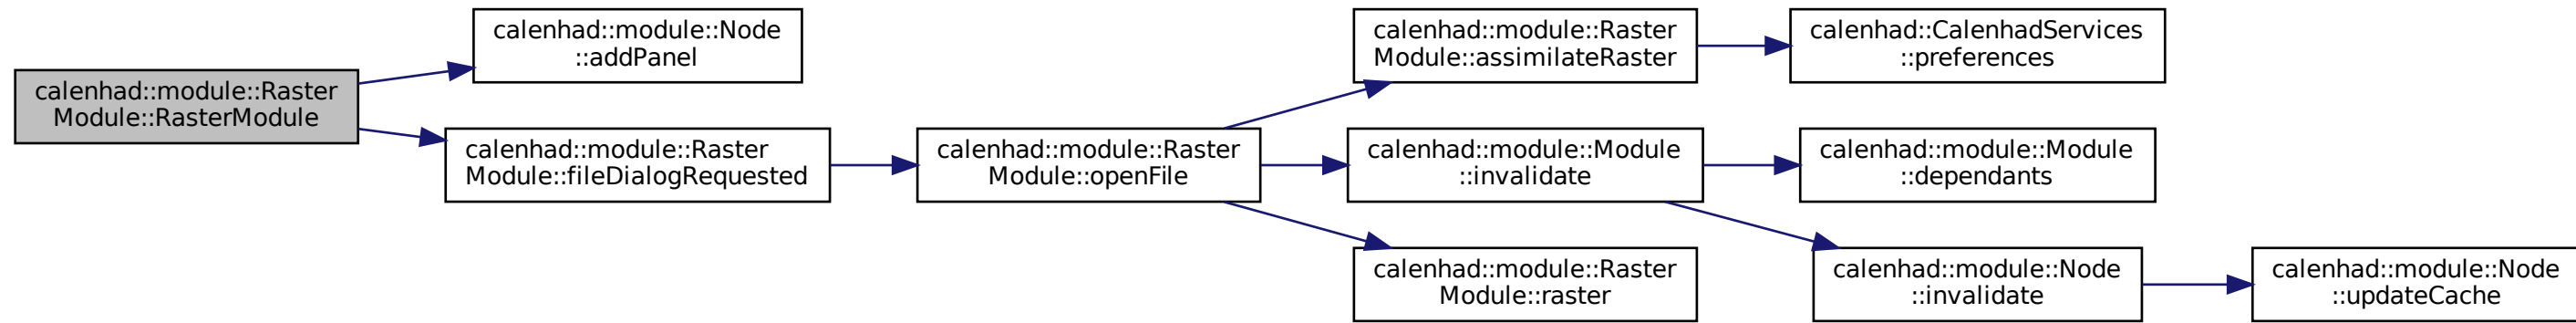 calenhad::module::Raster
Module::RasterModule
calenhad::module::Node
::addPanel
calenhad::module::Raster
Module::fileDialogRequested
calenhad::module::Raster
Module::openFile
calenhad::module::Raster
Module::assimilateRaster
calenhad::CalenhadServices
::preferences
calenhad::module::Module
::invalidate
calenhad::module::Module
::dependants
calenhad::module::Raster
Module::raster
calenhad::module::Node
::invalidate
calenhad::module::Node
::updateCache